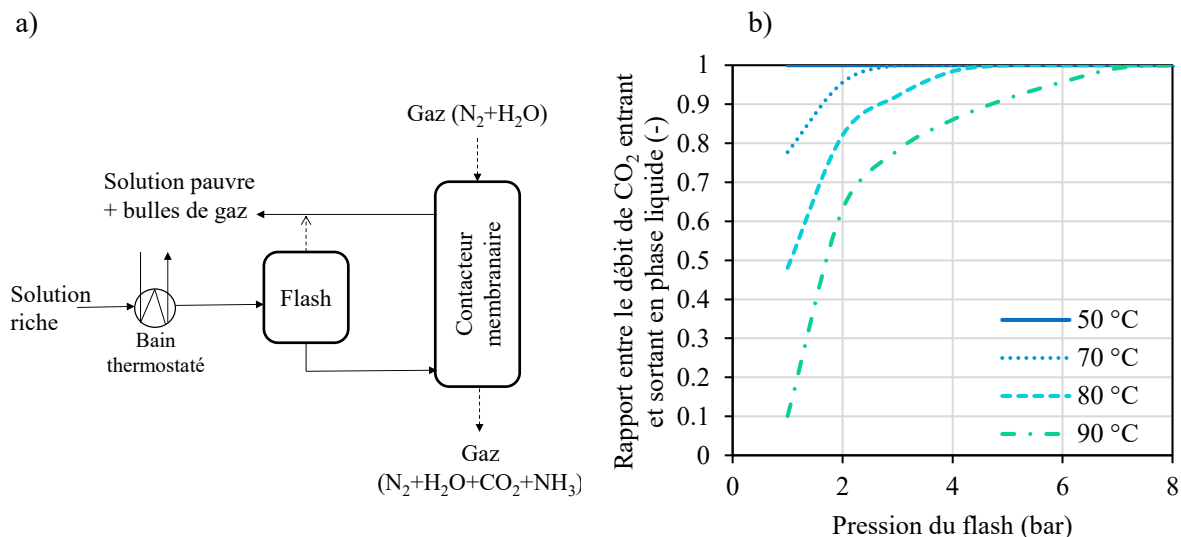 a)
Gaz (N2+H2O)
Solution pauvre
+ bulles de gaz
Solution
riche
Bain
thermostaté
Flash
Contacteur
membranaire
Gaz
(N2+H2O+CO2+NH3)
b)
Rapport entre le débit de CO2 entrant
et sortant en phase liquide (-)
1
0.9
0.8
0.7
0.6
0.5
0.4
0.3
0.2
0.1
0
50 °C
70 °C
80 °C
90 °C
0 2 4 6 8
Pression du flash (bar)